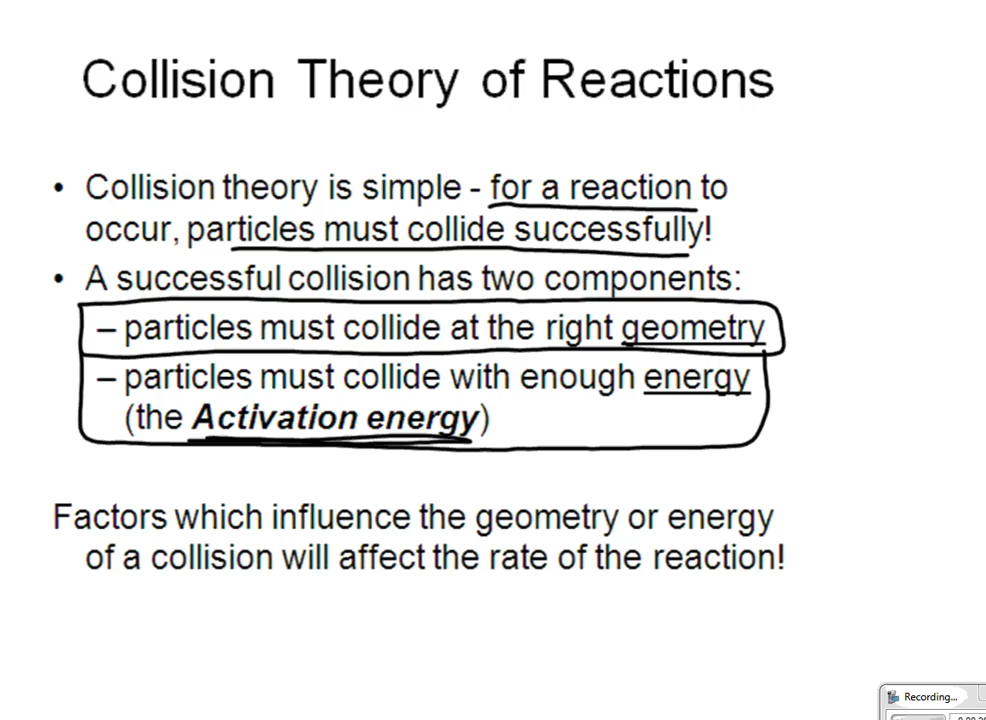 Collision Theory of Reactions
• Collision theory is simple - for a reaction to
occur, particles must collide successfully!
• A successful collision has two components:
– particles must collide at the right geometry
– particles must collide with enough energy
(the Activation energy)
Factors which influence the geometry or energy
of a collision will affect the rate of the reaction!
Recording...